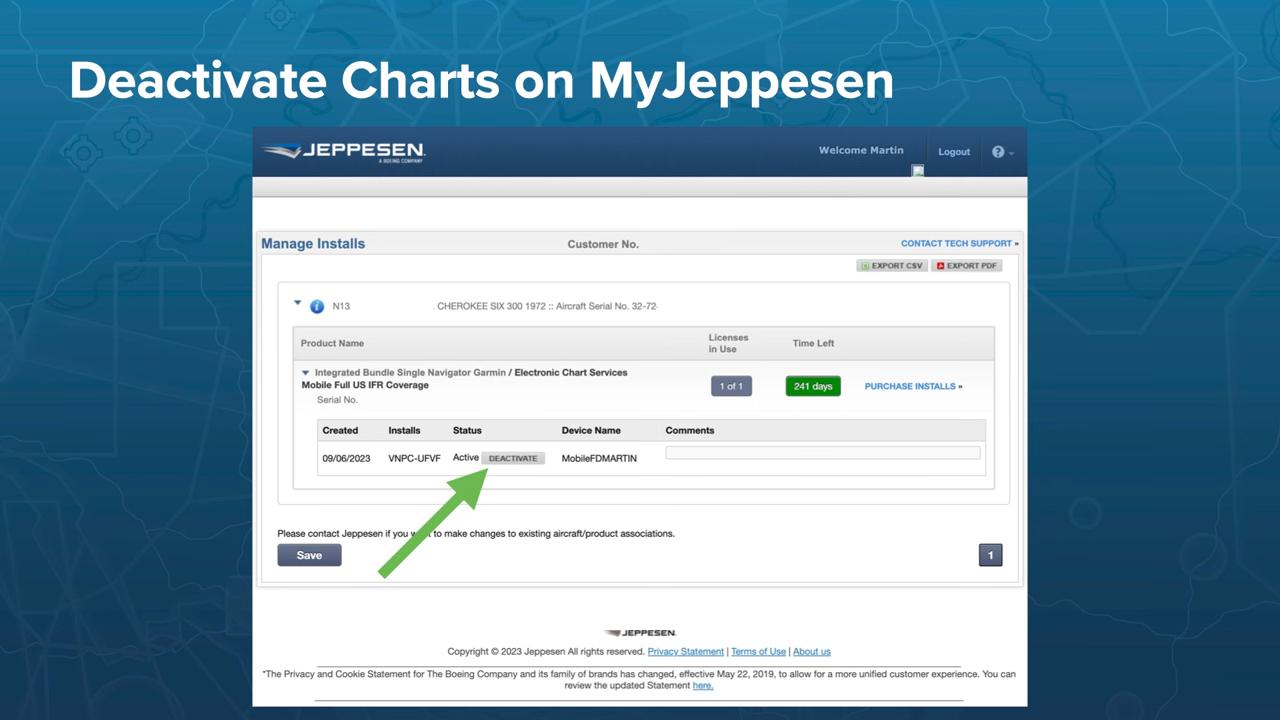 Deactivate Charts on MyJeppesen
JEPPESEN.
A BOEING COMPANY
Welcome Martin
Logout
?
Manage Installs
Customer No.
CONTACT TECH SUPPORT »
EXPORT CSV
EXPORT PDF
i
N13
. CHEROKEE SIX 300 1972 :: Aircraft Serial No. 32-72-
Product Name
Licenses
in Use
Time Left
Integrated Bundle Single Navigator Garmin / Electronic Chart Services
Mobile Full US IFR Coverage
Serial No.
1 of 1
241 days
PURCHASE INSTALLS »
Created Installs Status Device Name Comments
09/06/2023 VNPC-UFVF Active DEACTIVATE MobileFDMARTIN
Please contact Jeppesen if you to make changes to existing aircraft/product associations.
Save
1
JEPPESEN.
Copyright © 2023 Jeppesen All rights reserved. Privacy Statement | Terms of Use | About us
*The Privacy and Cookie Statement for The Boeing Company and its family of brands has changed, effective May 22, 2019, to allow for a more unified customer experience. You can
review the updated Statement here.